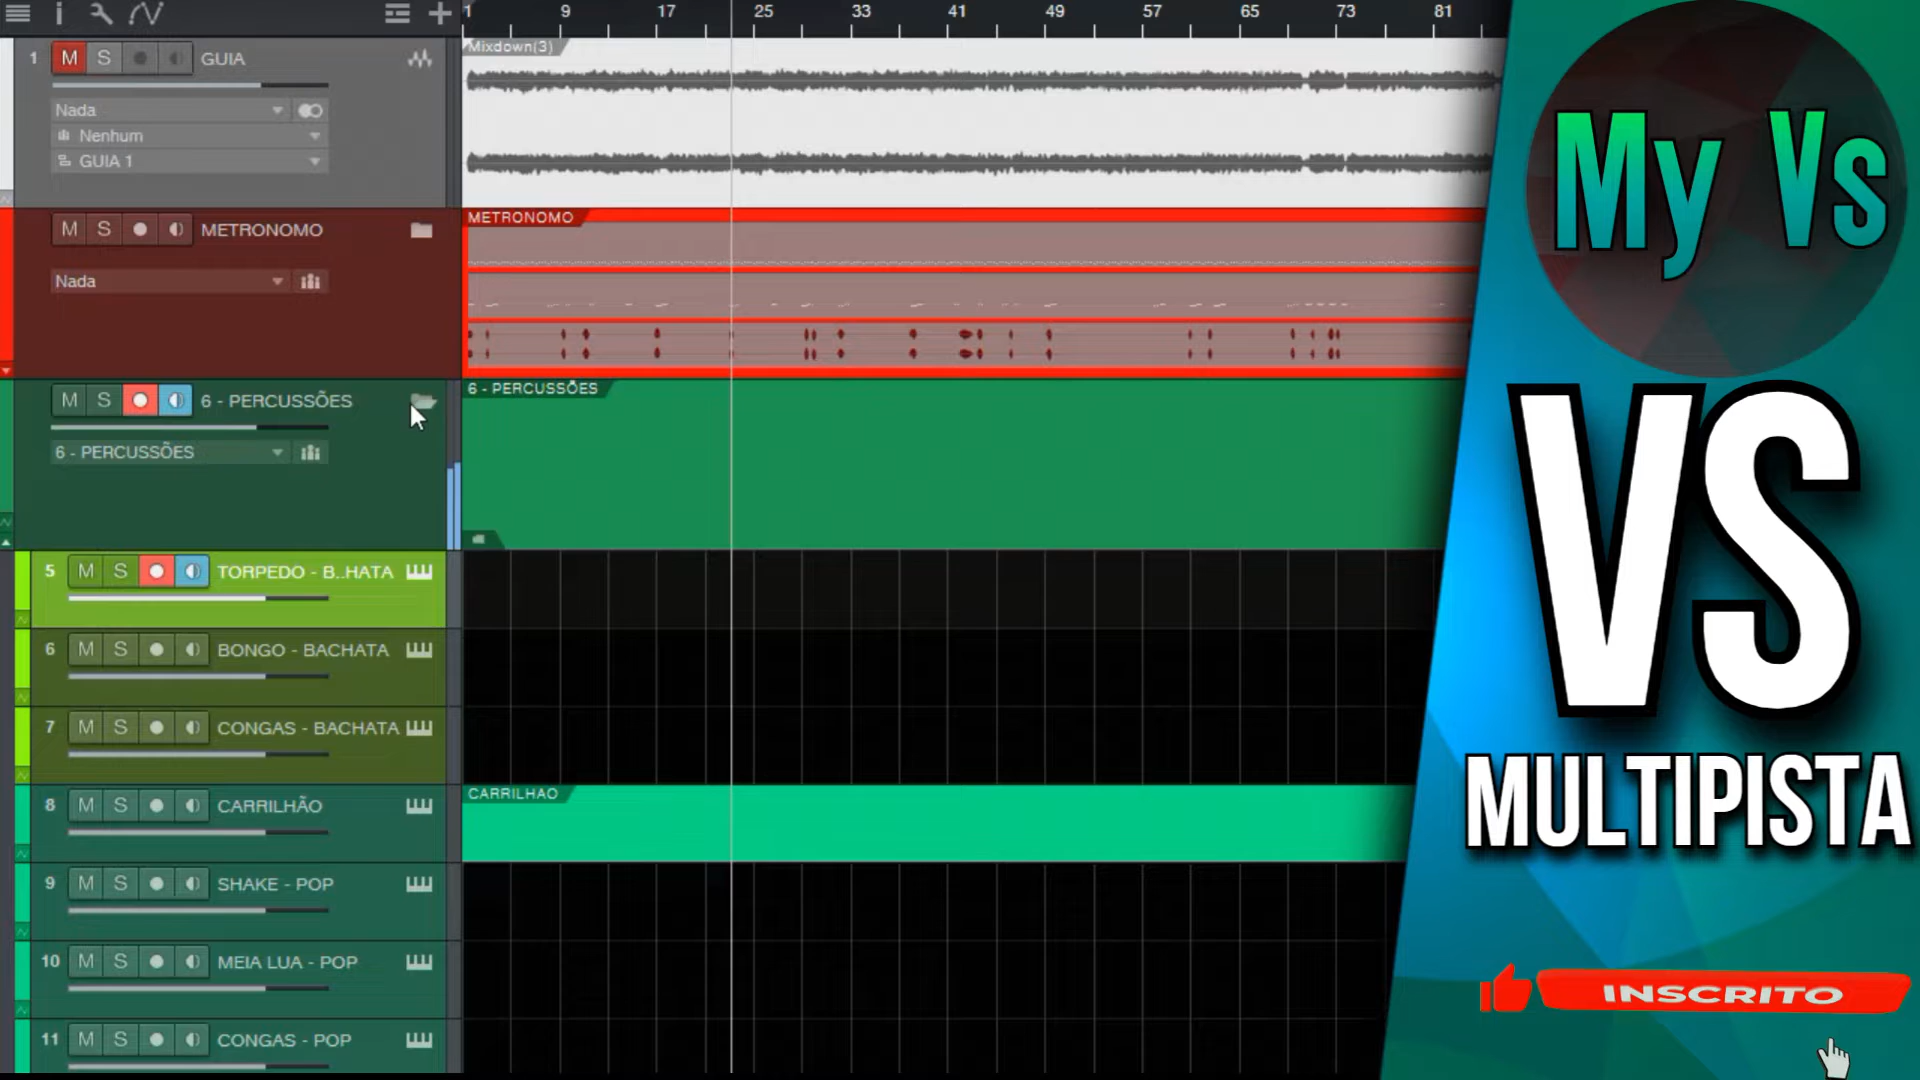 1 9 17 25 33 41 49 57 65 73 81
1 M S GUIA
Nada
Nenhum
GUIA 1
Mixdown(3)
M S METRONOMO
Nada
METRONOMO
M S 6 - PERCUSSÕES
6 - PERCUSSÕES
6 - PERCUSSÕES
5 M S TORPEDO - B..HATA
6 M S BONGO - BACHATA
7 M S CONGAS - BACHATA
8 M S CARRILHÃO
CARRILHAO
9 M S SHAKE - POP
10 M S MEIA LUA - POP
11 M S CONGAS - POP
My Vs
VS
MULTIPISTA
INSCRITO